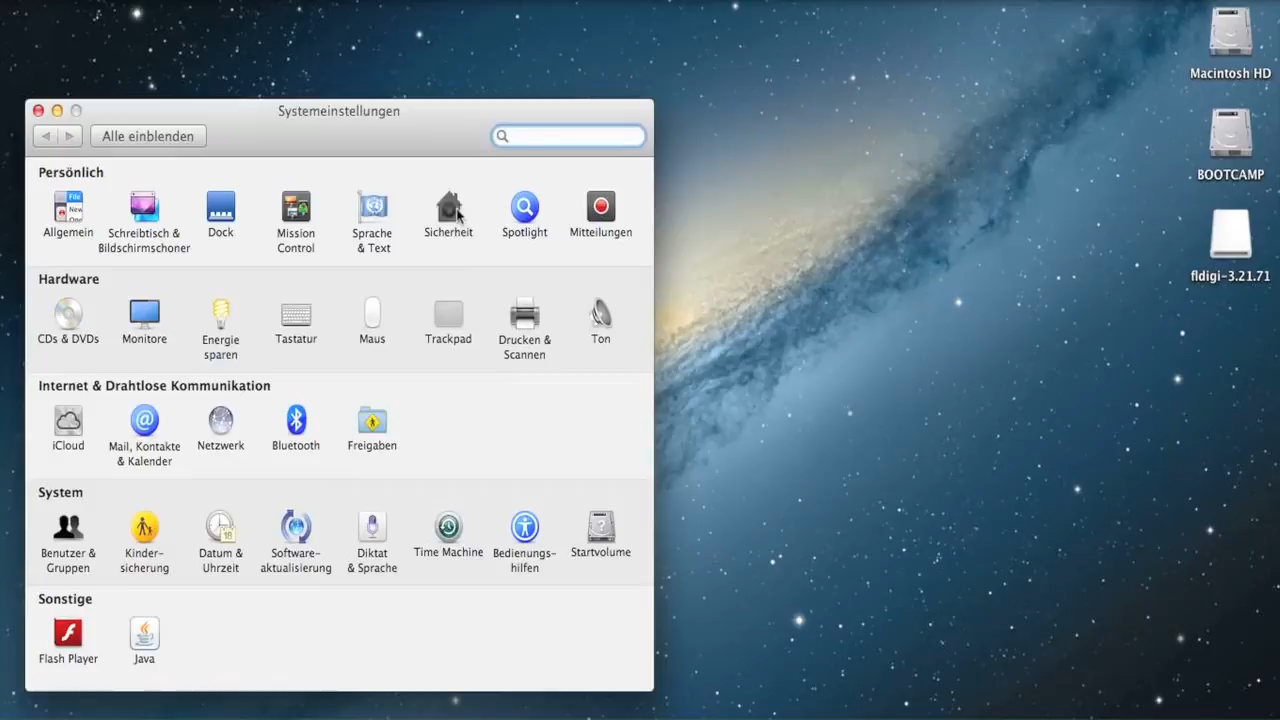 Systemeinstellungen
Alle einblenden
Persönlich
Allgemein
Schreibtisch &
Bildschirmschoner
Dock
Mission
Control
Sprache
& Text
Sicherheit
Spotlight
Mitteilungen
Hardware
CDs & DVDs
Monitore
Energie
sparen
Tastatur
Maus
Trackpad
Drucken &
Scannen
Ton
Internet & Drahtlose Kommunikation
iCloud
Mail, Kontakte
& Kalender
Netzwerk
Bluetooth
Freigaben
System
Benutzer &
Gruppen
Kinder-
sicherung
Datum &
Uhrzeit
Software-
aktualisierung
Diktat
& Sprache
Time Machine
Bedienungs-
hilfen
Startvolume
Sonstige
Flash Player
Java
Macintosh HD
BOOTCAMP
fldigi-3.21.71